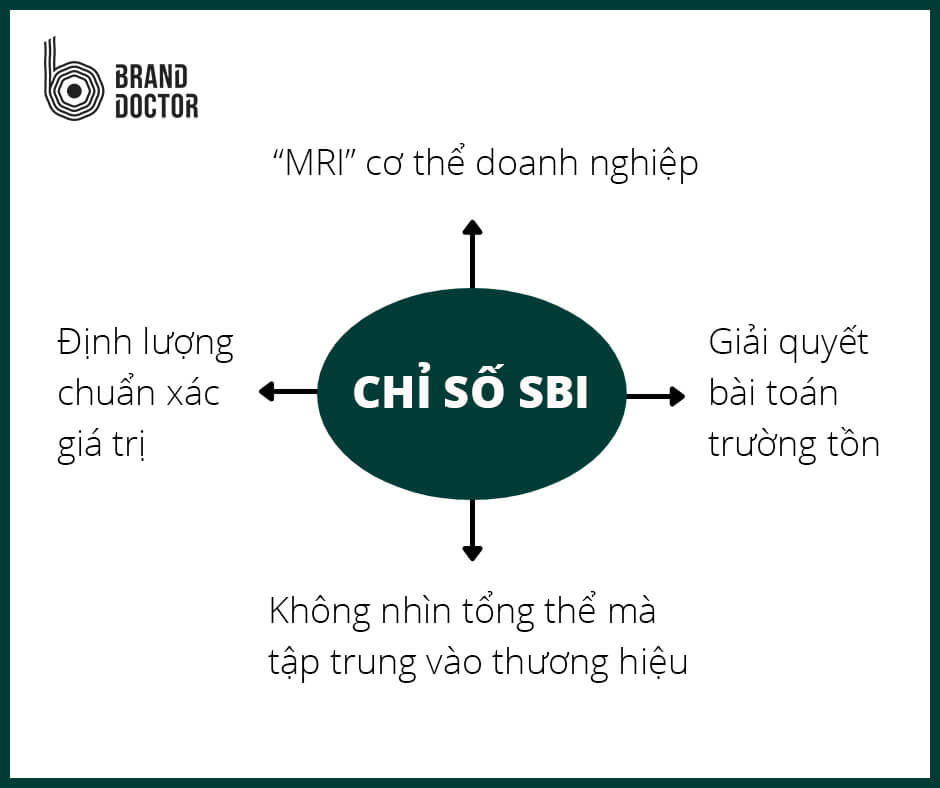 BRAND
DOCTOR
“MRI” cơ thể doanh nghiệp
Định lượng
chuẩn xác
giá trị
CHỈ SỐ SBI
Giải quyết
bài toán
trường tồn
Không nhìn tổng thể mà
tập trung vào thương hiệu